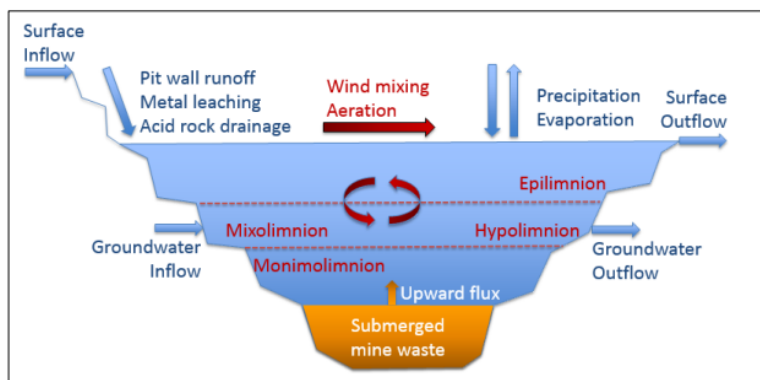 Surface
Inflow
Pit wall runoff
Metal leaching
Acid rock drainage
Wind mixing
Aeration
Precipitation
Evaporation
Surface
Outflow
Epilimnion
Mixolimnion
Hypolimnion
Groundwater
Inflow
Groundwater
Outflow
Monimolimnion
Upward flux
Submerged
mine waste